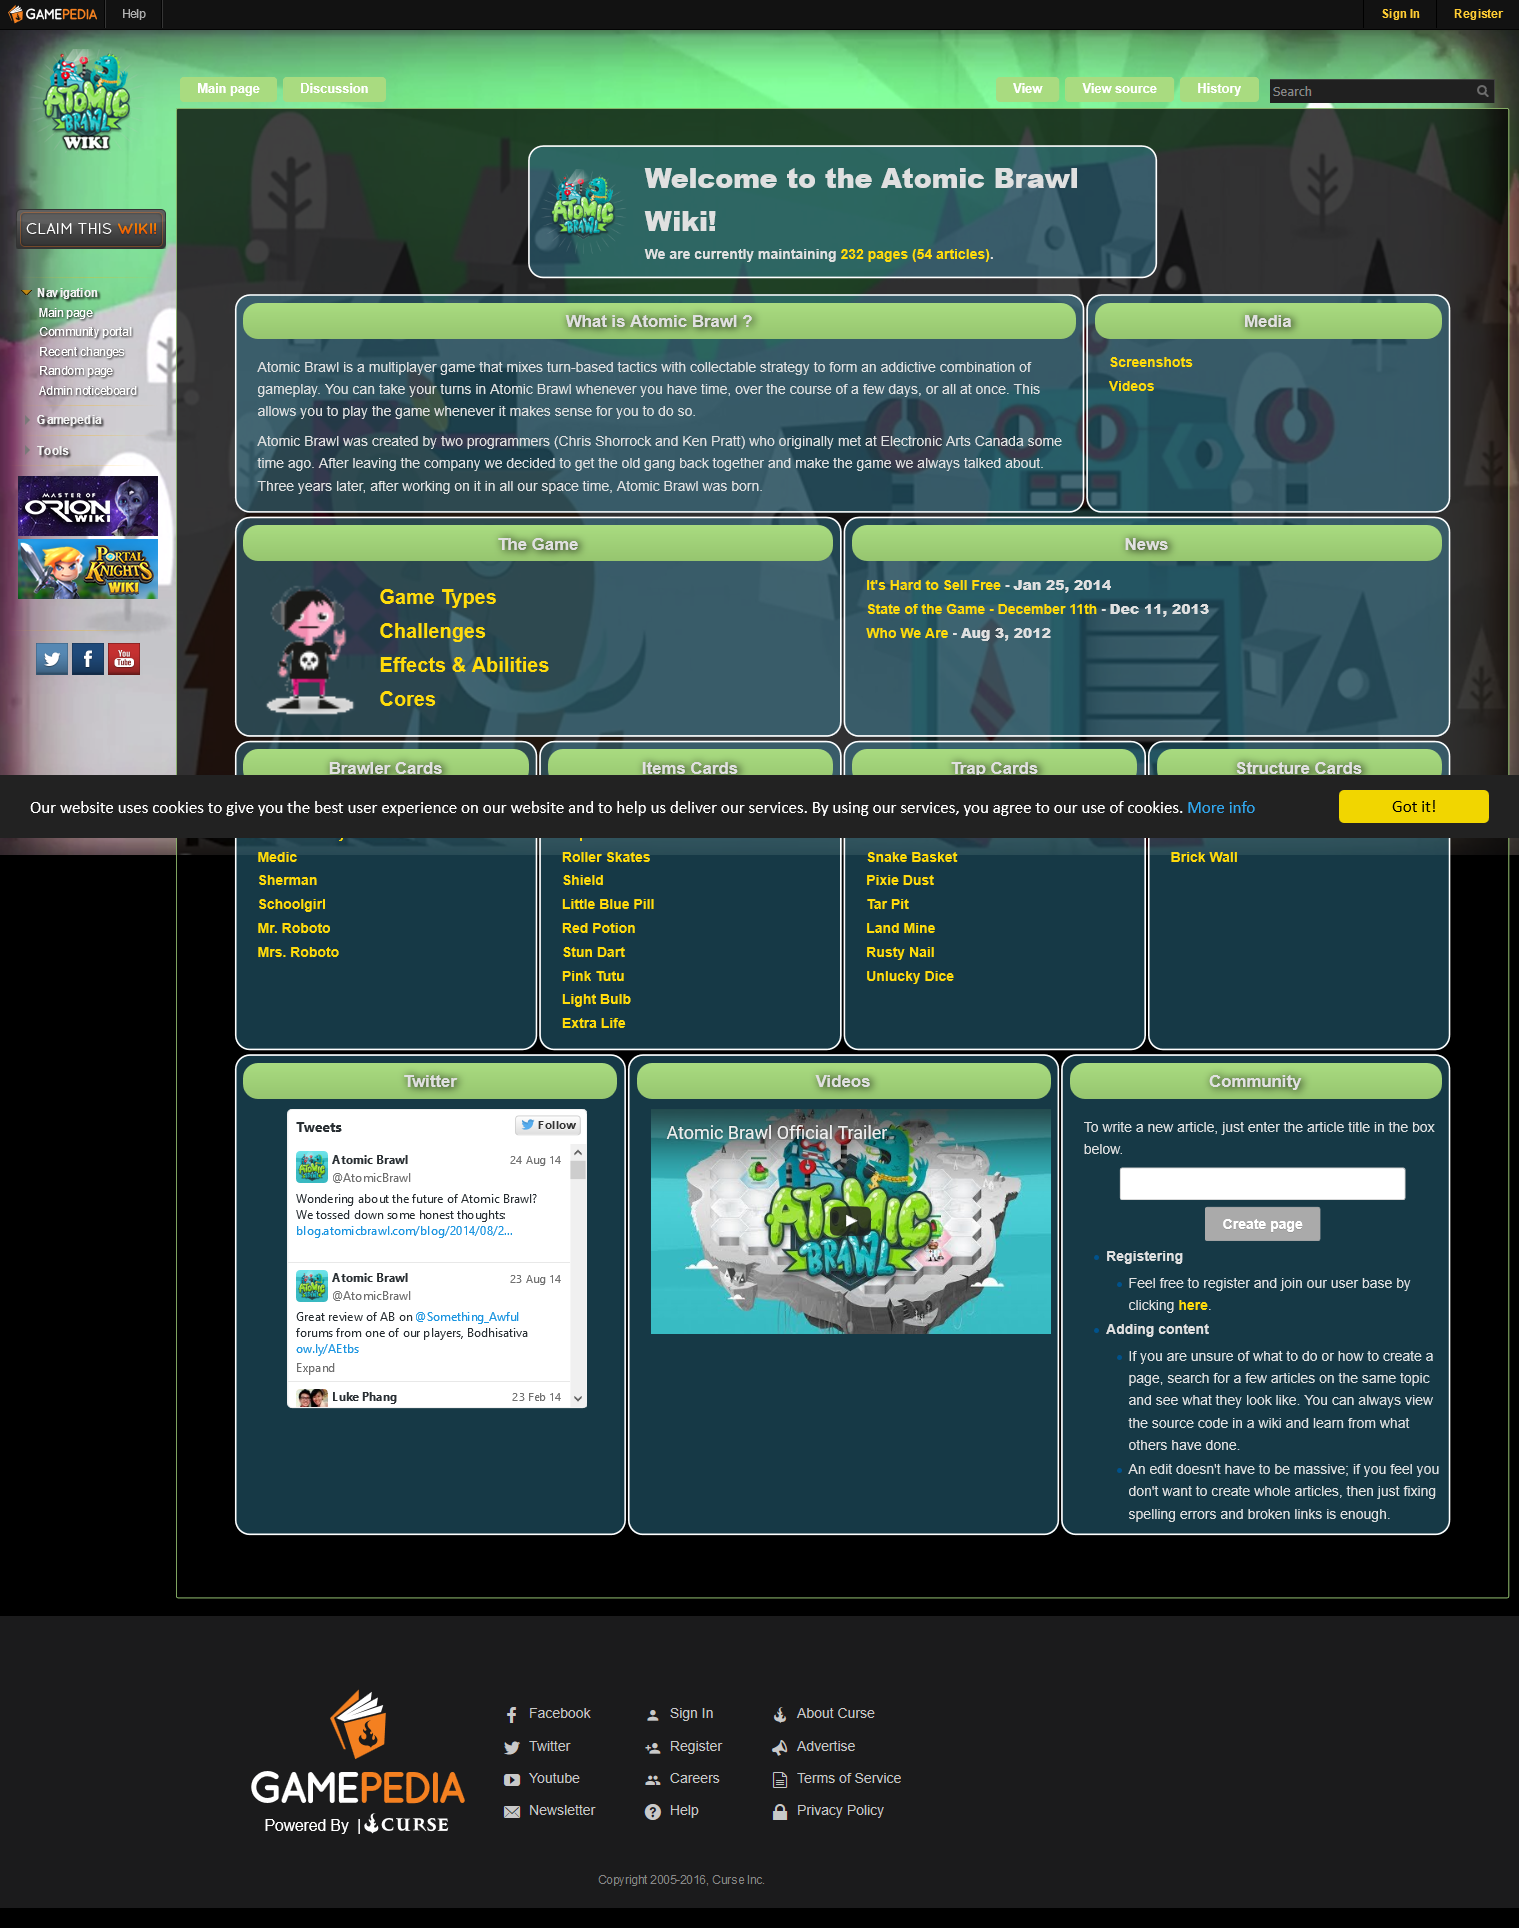 GAMEPEDIA
Help
Sign In
Register
ATOMIC
BRAWL
WIKI
Main page
Discussion
View
View source
History
Search
CLAIM THIS WIKI!
Navigation
Main page
Community portal
Recent changes
Random page
Admin noticeboard
Gamepedia
Tools
MASTER OF
ORION
WIKI
PORTAL
KNIGHTS
WIKI
You
Tube
ATOMIC
BRAWL
Welcome to the Atomic Brawl
Wiki!
We are currently maintaining 232 pages (54 articles).
What is Atomic Brawl ?
Atomic Brawl is a multiplayer game that mixes turn-based tactics with collectable strategy to form an addictive combination of
gameplay. You can take your turns in Atomic Brawl whenever you have time, over the course of a few days, or all at once. This
allows you to play the game whenever it makes sense for you to do so.
Atomic Brawl was created by two programmers (Chris Shorrock and Ken Pratt) who originally met at Electronic Arts Canada some
time ago. After leaving the company we decided to get the old gang back together and make the game we always talked about.
Three years later, after working on it in all our space time, Atomic Brawl was born.
Media
Screenshots
Videos
The Game
Game Types
Challenges
Effects & Abilities
Cores
News
It's Hard to Sell Free - Jan 25, 2014
State of the Game - December 11th - Dec 11, 2013
Who We Are - Aug 3, 2012
Brawler Cards
Items Cards
Trap Cards
Structure Cards
Our website uses cookies to give you the best user experience on our website and to help us deliver our services. By using our services, you agree to our use of cookies. More info
Got it!
Medic
Sherman
Schoolgirl
Mr. Roboto
Mrs. Roboto
Roller Skates
Shield
Little Blue Pill
Red Potion
Stun Dart
Pink Tutu
Light Bulb
Extra Life
Snake Basket
Pixie Dust
Tar Pit
Land Mine
Rusty Nail
Unlucky Dice
Brick Wall
Twitter
Tweets
Follow
Atomic Brawl
24 Aug 14
@AtomicBrawl
Wondering about the future of Atomic Brawl?
We tossed down some honest thoughts:
blog.atomicbrawl.com/blog/2014/08/2...
Atomic Brawl
23 Aug 14
@AtomicBrawl
Great review of AB on @Something_Awful
forums from one of our players, Bodhisativa
ow.ly/AEtbs
Expand
Luke Phang
23 Feb 14
Videos
Atomic Brawl Official Trailer
ATOMIC
BRAWL
Community
To write a new article, just enter the article title in the box
below.
Create page
Registering
Feel free to register and join our user base by
clicking here.
Adding content
If you are unsure of what to do or how to create a
page, search for a few articles on the same topic
and see what they look like. You can always view
the source code in a wiki and learn from what
others have done.
An edit doesn't have to be massive; if you feel you
don't want to create whole articles, then just fixing
spelling errors and broken links is enough.
GAMEPEDIA
Powered By | CURSE
Facebook
Twitter
Youtube
Newsletter
Sign In
Register
Careers
Help
About Curse
Advertise
Terms of Service
Privacy Policy
Copyright 2005-2016, Curse Inc.